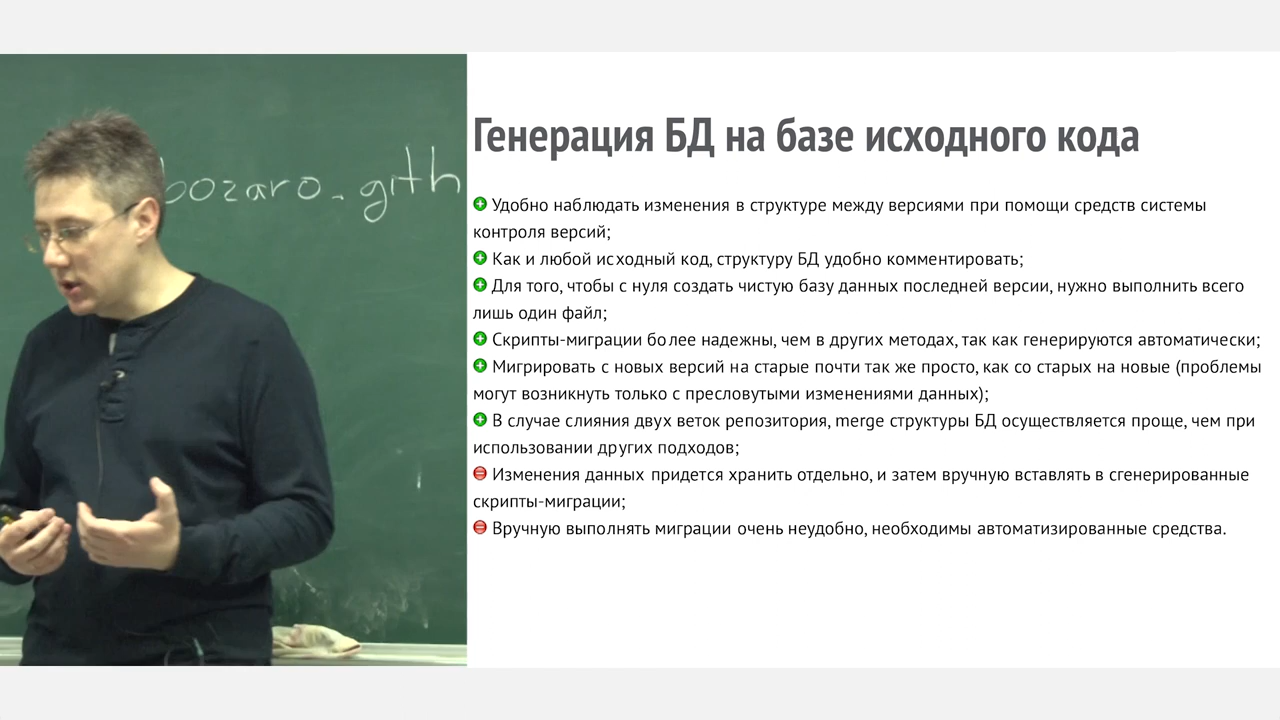 bozaro.gith
Генерация БД на базе исходного кода
Удобно наблюдать изменения в структуре между версиями при помощи средств системы
контроля версий;
Как и любой исходный код, структуру БД удобно комментировать;
Для того, чтобы с нуля создать чистую базу данных последней версии, нужно выполнить всего
лишь один файл;
Скрипты-миграции более надежны, чем в других методах, так как генерируются автоматически;
Мигрировать с новых версий на старые почти так же просто, как со старых на новые (проблемы
могут возникнуть только с пресловутыми изменениями данных);
В случае слияния двух веток репозитория, merge структуры БД осуществляется проще, чем при
использовании других подходов;
Изменения данных придется хранить отдельно, и затем вручную вставлять в сгенерированные
скрипты-миграции;
Вручную выполнять миграции очень неудобно, необходимы автоматизированные средства.